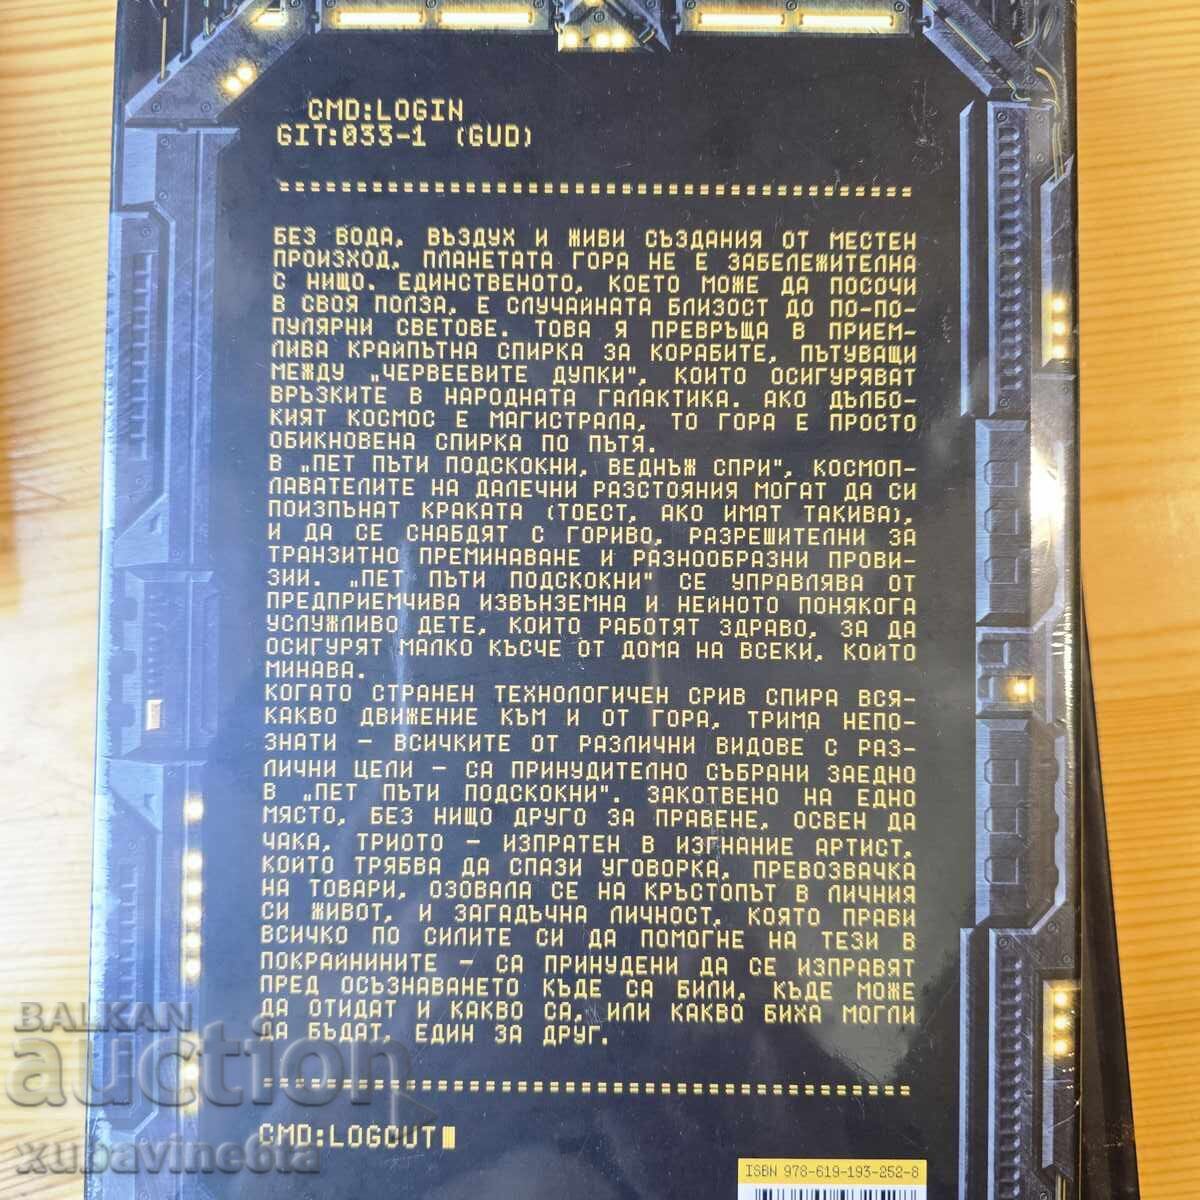 CMD:LOGIN
GIT:033-1 (GUD)
БЕЗ ВОДА, ВЪЗДУХ И ЖИВИ СЪЗДАНИЯ ОТ МЕСТЕН
ПРОИЗХОД, ПЛАНЕТАТА ГОРА НЕ Е ЗАБЕЛЕЖИТЕЛНА
С НИЩО. ЕДИНСТВЕНОТО, КОЕТО МОЖЕ ДА ПОСОЧИ
В СВОЯ ПОЛЗА, Е СЛУЧАЙНАТА БЛИЗОСТ ДО ПО-ПО-
ПУЛЯРНИ СВЕТОВЕ. ТОВА Я ПРЕВРЪЩА В ПРИЕМ-
ЛИВА КРАЙПЪТНА СПИРКА ЗА КОРАБИТЕ, ПЪТУВАЩИ
МЕЖДУ „ЧЕРВЕЕВИТЕ ДУПКИ", КОИТО ОСИГУРЯВАТ
ВРЪЗКИТЕ В НАРОДНАТА ГАЛАКТИКА. АКО ДЪЛБО-
КИЯТ КОСМОС Е МАГИСТРАЛА, ТО ГОРА Е ПРОСТО
ОБИКНОВЕНА СПИРКА ПО ПЪТЯ.
В „ПЕТ ПЪТИ ПОДСКОКНИ, ВЕДНЪЖ СПРИ", КОСМОП-
ЛАВАТЕЛИТЕ НА ДАЛЕЧНИ РАЗСТОЯНИЯ МОГАТ ДА СИ
ПОИЗПЪНАТ КРАКАТА (ТОЕСТ, АКО ИМАТ ТАКИВА),
И ДА СЕ СНАБДЯТ С ГОРИВО, РАЗРЕШИТЕЛНИ ЗА
ТРАНЗИТНО ПРЕМИНАВАНЕ И РАЗНООБРАЗНИ ПРОВИ-
ЗИИ. „ПЕТ ПЪТИ ПОДСКОКНИ" СЕ УПРАВЛЯВА ОТ
ПРЕДПРИЕМЧИВА ИЗВЪНЗЕМНА И НЕЙНОТО ПОНЯКОГА
УСЛУЖЛИВО ДЕТЕ, КОИТО РАБОТЯТ ЗДРАВО, ЗА ДА
ОСИГУРЯТ МАЛКО КЪСЧЕ ОТ ДОМА НА ВСЕКИ, КОЙТО
МИНАВА.
КОГАТО СТРАНЕН ТЕХНОЛОГИЧЕН СРИВ СПИРА ВСЯ-
КАКВО ДВИЖЕНИЕ КЪМ И ОТ ГОРА, ТРИМА НЕПО-
ЗНАТИ – ВСИЧКИТЕ ОТ РАЗЛИЧНИ ВИДОВЕ С РАЗ-
ЛИЧНИ ЦЕЛИ – СА ПРИНУДИТЕЛНО СЪБРАНИ ЗАЕДНО
В „ПЕТ ПЪТИ ПОДСКОКНИ". ЗАКОТВЕНО НА ЕДНО
МЯСТО, БЕЗ НИЩО ДРУГО ЗА ПРАВЕНЕ, ОСВЕН ДА
ЧАКА, ТРИОТО – ИЗПРАТЕН В ИЗГНАНИЕ АРТИСТ,
КОЙТО ТРЯБВА ДА СПАЗИ УГОВОРКА, ПРЕВОЗВАЧКА
НА ТОВАРИ, ОЗОВАЛА СЕ НА КРЪСТОПЪТ В ЛИЧНИЯ
СИ ЖИВОТ, И ЗАГАДЪЧНА ЛИЧНОСТ, КОЯТО ПРАВИ
ВСИЧКО ПО СИЛИТЕ СИ ДА ПОМОГНЕ НА ТЕЗИ В
ПОКРАЙНИНИТЕ – СА ПРИНУДЕНИ ДА СЕ ИЗПРАВЯТ
ПРЕД ОСЪЗНАВАНЕТО КЪДЕ СА БИЛИ, КЪДЕ МОЖЕ
ДА ОТИДАТ И КАКВО СА, ИЛИ КАКВО БИХА МОГЛИ
ДА БЪДАТ, ЕДИН ЗА ДРУГ.
CMD:LOGOUT
ISBN 978-619-193-252-8
BALKAN
auction
xubavine6ta